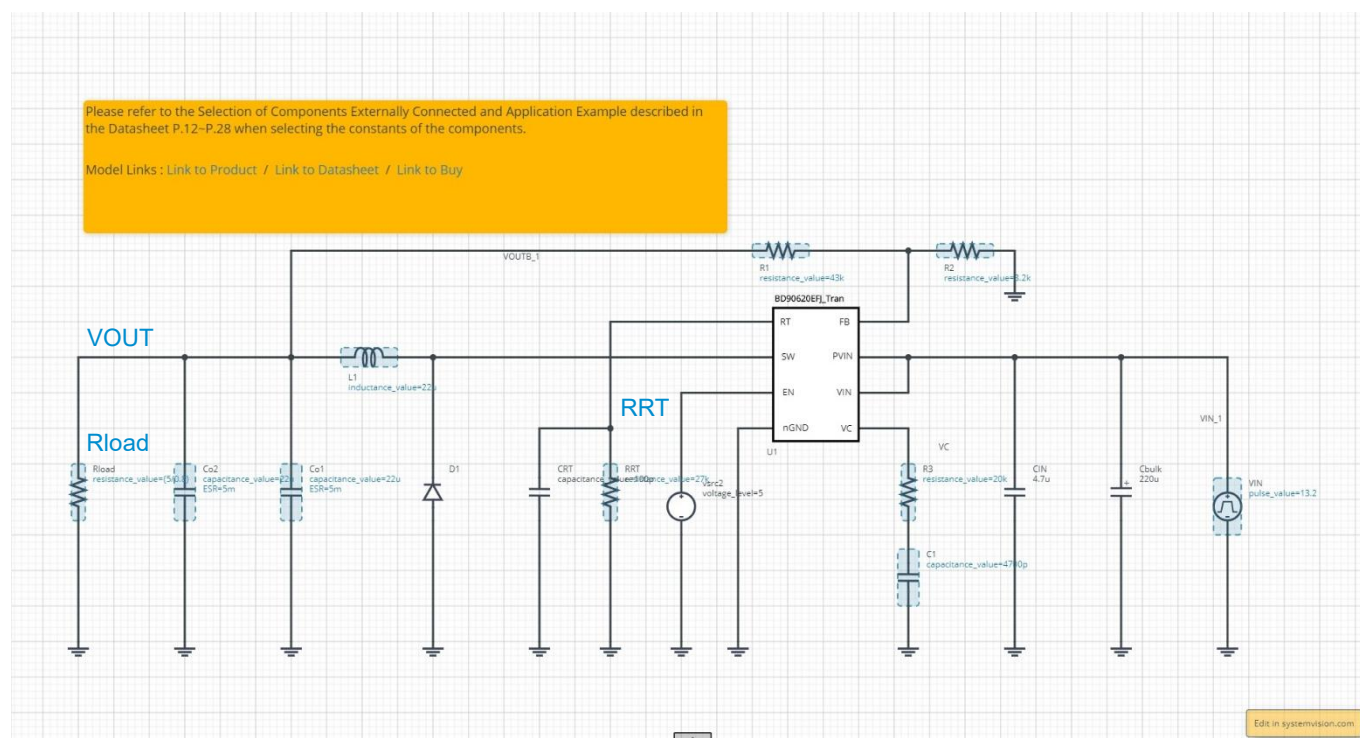 Please refer to the Selection of Components Externally Connected and Application Example described in
the Datasheet P.12~P.28 when selecting the constants of the components.
Model Links : Link to Product / Link to Datasheet / Link to Buy
VOUTB_1
R1
resistance_value=43k
R2
BD90620EFJ_Tran
RT
FB
SW
PVIN
EN
VIN
nGND
VC
U1
VOUT
L1
inductance_value=22u
RRT
Rload
VIN_1
VC
Rload
Co2
ESR=5m
Co1
capacitance_value=22u
ESR=5m
D1
CRT
RRT
voltage_level=5
R3
resistance_value=20k
CIN
4.7u
Cbulk
220u
+
VIN
pulse_value=13.2
C1
Edit in systemvision.com